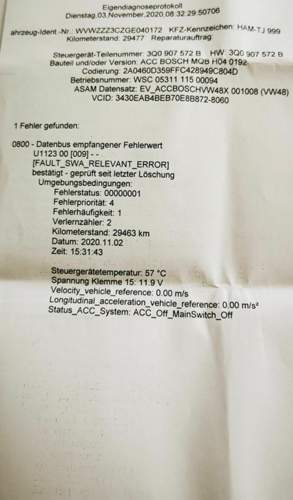 Eigendiagnoseprotokoll
Dienstag,03.November,2020,08:32:29:50706
ahrzeug-Ident.-Nr.: WVWZZZ3CZGE040172 KFZ-Kennzeichen: HAM-TJ 999
Kilometerstand: 29477 Reparaturauftrag:
Steuergerät-Teilenummer: 3Q0 907 572 B HW: 3Q0 907 572 B
Bauteil und/oder Version: ACC BOSCH MQB H04 0192
Codierung: 2A0460D359FFC428949C804D
Betriebsnummer: WSC 05311 115 00094
ASAM Datensatz: EV_ACCBOSCHVW48X 001008 (VW48)
VCID: 3430EAB4BEB70E8B872-8060
1 Fehler gefunden:
0800 - Datenbus empfangener Fehlerwert
U1123 00 [009] - -
[FAULT_SWA_RELEVANT_ERROR]
bestätigt - geprüft seit letzter Löschung
Umgebungsbedingungen:
Fehlerstatus: 00000001
Fehlerpriorität: 4
Fehlerhäufigkeit: 1
Verlernzähler: 2
Kilometerstand: 29463 km
Datum: 2020.11.02
Zeit: 15:31:43
Steuergerätetemperatur: 57 °C
Spannung Klemme 15: 11.9 V
Velocity_vehicle_reference: 0.00 m/s
Longitudinal_acceleration_vehicle_reference: 0.00 m/s²
Status_ACC_System: ACC_Off_MainSwitch_Off